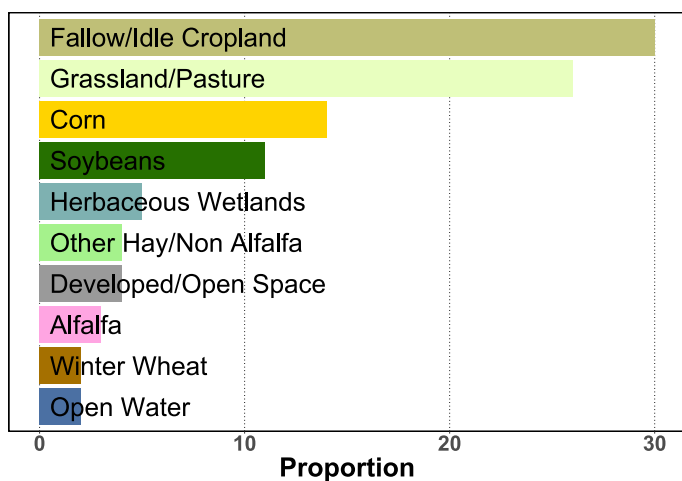 Fallow/Idle Cropland
Grassland/Pasture
Corn
Soybeans
Herbaceous Wetlands
Other Hay/Non Alfalfa
Developed/Open Space
Alfalfa
Winter Wheat
Open Water
0 10 20 30
Proportion